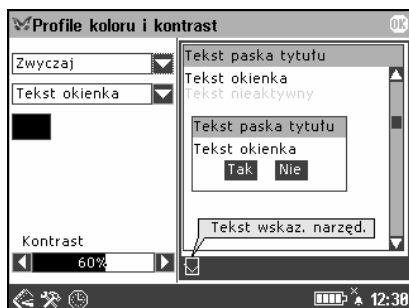 Profile koloru i kontrast
OK
Zwyczaj
Tekst okienka
Kontrast
60%
Tekst paska tytułu
Tekst okienka
Tekst nieaktywny
Tekst paska tytułu
Tekst okienka
Tak Nie
Tekst wskaz. narzęd.
12:30